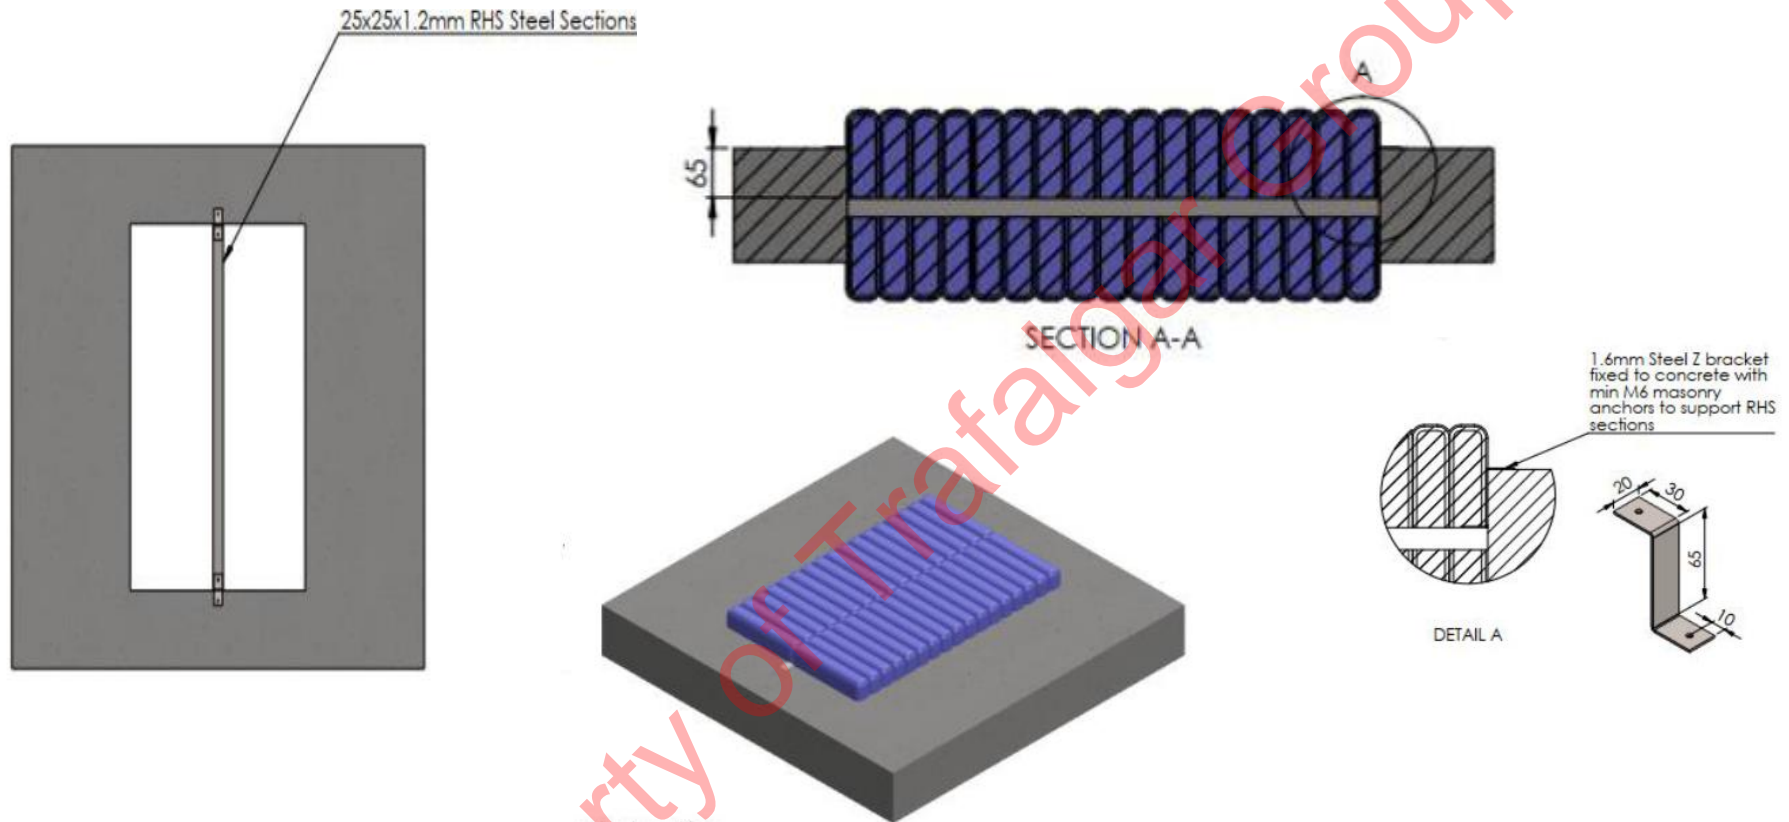 25x25x1.2mm RHS Steel Sections
A
65
SECTION A-A
1.6mm Steel Z bracket
fixed to concrete with
min M6 masonry
anchors to support RHS
sections
20
30
65
10
DETAIL A
rty of Trafalgar Group